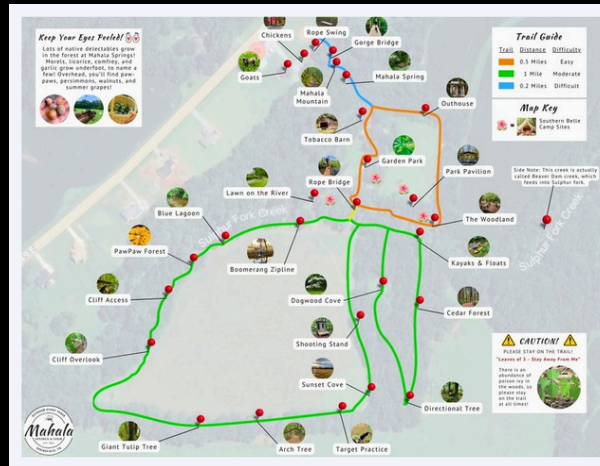 Keep Your Eyes Peeled!
Lots of native delectables grow
in the forest at Mahala Springs!
Morels, licorice, comfrey, and
garlic grow underfoot, to name a
few! Overhead, you'll find paw-
paws, persimmons, walnuts, and
summer grapes!
Chickens
Rope Swing
Gorge Bridge
Goats
Mahala
Mountain
Mahala Spring
Outhouse
Tobacco Barn
Garden Park
Park Pavilion
Rope Bridge
Lawn on the River
The Woodland
Blue Lagoon
Sulphur Fork Creek
Boomerang Zipline
PawPaw Forest
Kayaks & Floats
Cliff Access
Dogwood Cove
Cedar Forest
Shooting Stand
Cliff Overlook
Sunset Cove
Directional Tree
Giant Tulip Tree
Arch Tree
Target Practice
Trail Guide
Trail Distance Difficulty
0.5 Miles Easy
1 Mile Moderate
0.2 Miles Difficult
Map Key
= Southern Belle
Camp Sites
Side Note: This creek is actually
called Beaver Dam creek, which
feeds into Sulphur fork.
Sulphur Fork Creek
CAUTION!
PLEASE STAY ON THE TRAIL!
"Leaves of 3 - Stay Away From Me"
There is an
abundance of
poison ivy in
the woods, so
please stay
on the trail
at all times!
Mahala